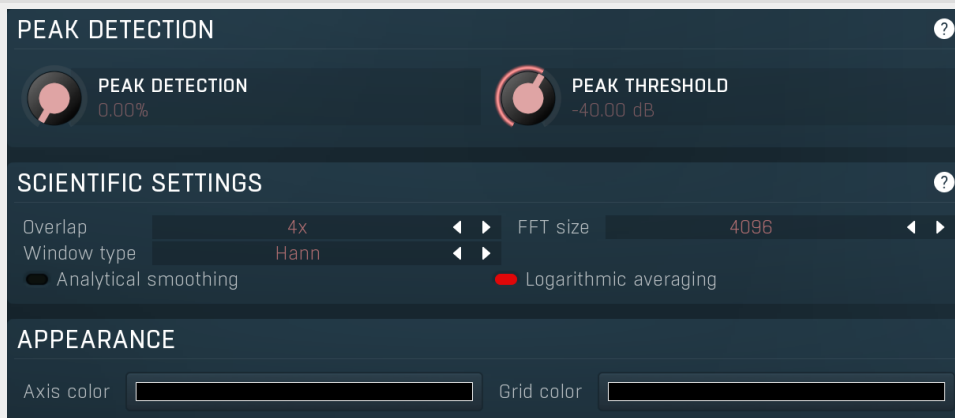 PEAK DETECTION ?
PEAK DETECTION PEAK THRESHOLD
0.00% -40.00 dB
SCIENTIFIC SETTINGS ?
Overlap 4x FFT size 4096
Window type Hann
Analytical smoothing Logarithmic averaging
APPEARANCE
Axis color Grid color